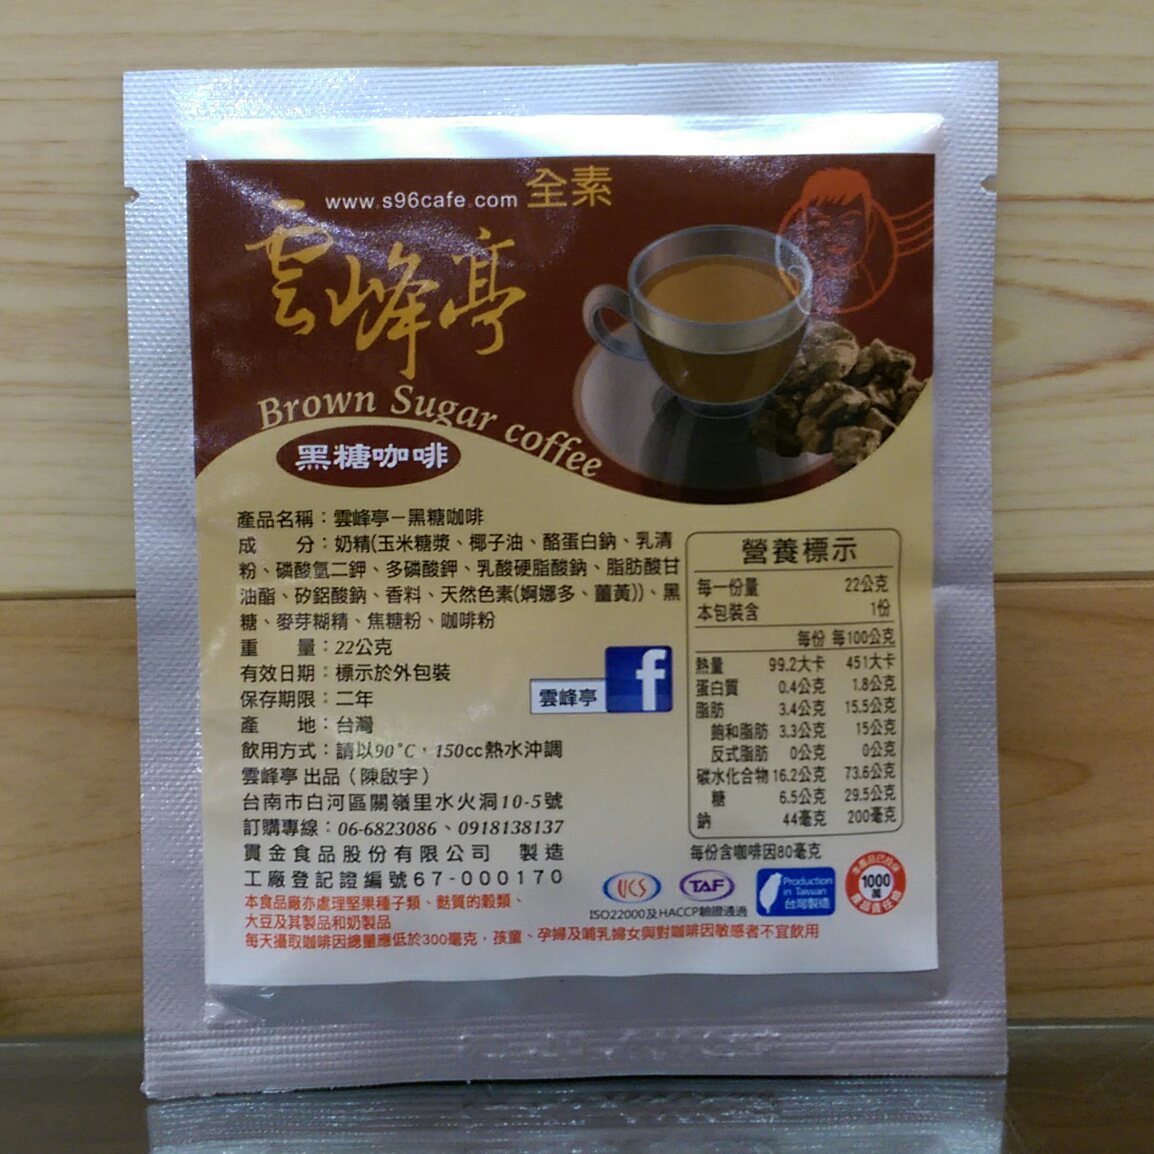 www.s96cafe.com 全素
雲峰亭
Brown Sugar coffee
黑糖咖啡
產品名稱：雲峰亭－黑糖咖啡
成　　分：奶精(玉米糖漿、椰子油、酪蛋白鈉、乳清
粉、磷酸氫二鉀、多磷酸鉀、乳酸硬脂酸鈉、脂肪酸甘
油酯、矽鋁酸鈉、香料、天然色素(婀娜多、薑黃))、黑
糖、麥芽糊精、焦糖粉、咖啡粉
重　　量：22公克
有效日期：標示於外包裝
保存期限：二年
產　　地：台灣
飲用方式：請以90°C，150cc熱水沖調
雲峰亭 出品（陳啟宇）
台南市白河區關嶺里水火洞10-5號
訂購專線：06-6823086、0918138137
貫金食品股份有限公司　製造
工廠登記證編號67-000170
本食品廠亦處理堅果種子類、麩質的穀類、
大豆及其製品和奶製品
每天攝取咖啡因總量應低於300毫克，孩童、孕婦及哺乳婦女與對咖啡因敏感者不宜飲用
雲峰亭 f
營養標示
每一份量 22公克
本包裝含 1份
每份 每100公克
熱量 99.2大卡 451大卡
蛋白質 0.4公克 1.8公克
脂肪 3.4公克 15.5公克
飽和脂肪 3.3公克 15公克
反式脂肪 0公克 0公克
碳水化合物 16.2公克 73.6公克
糖 6.5公克 29.5公克
鈉 44毫克 200毫克
每份含咖啡因80毫克
UCS
TAF
ISO22000及HACCP驗證通過
Production
in Taiwan
台灣製造
1000
萬